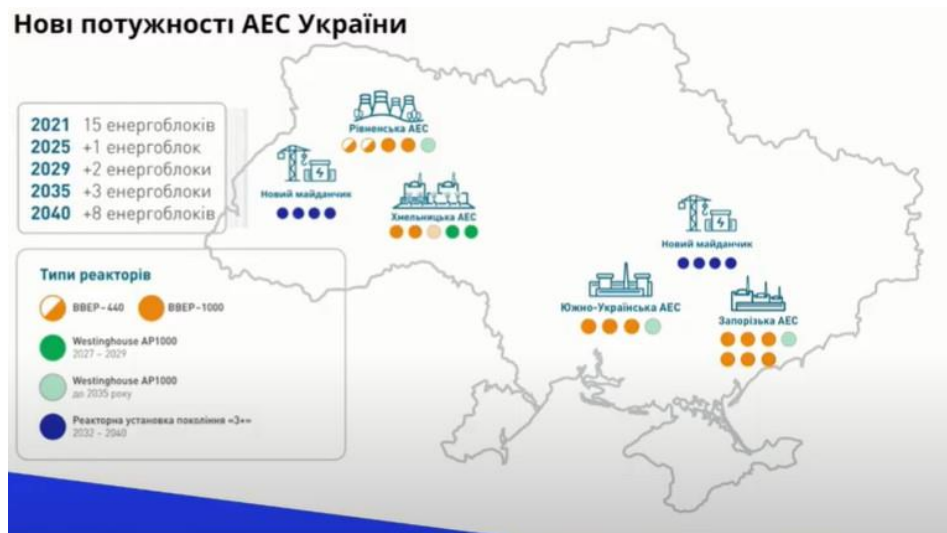 Нові потужності АЕС України
2021 15 енергоблоків
2025 +1 енергоблок
2029 +2 енергоблоки
2035 +3 енергоблоки
2040 +8 енергоблоків
Рівненська АЕС
Новий майданчик
Хмельницька АЕС
Новий майданчик
Южно-Українська АЕС
Запорізька АЕС
Типи реакторів
ВВЕР-440 ВВЕР-1000
Westinghouse AP1000
2027 - 2029
Westinghouse AP1000
до 2035 року
Реакторна установка покоління «3+»
2032 - 2040